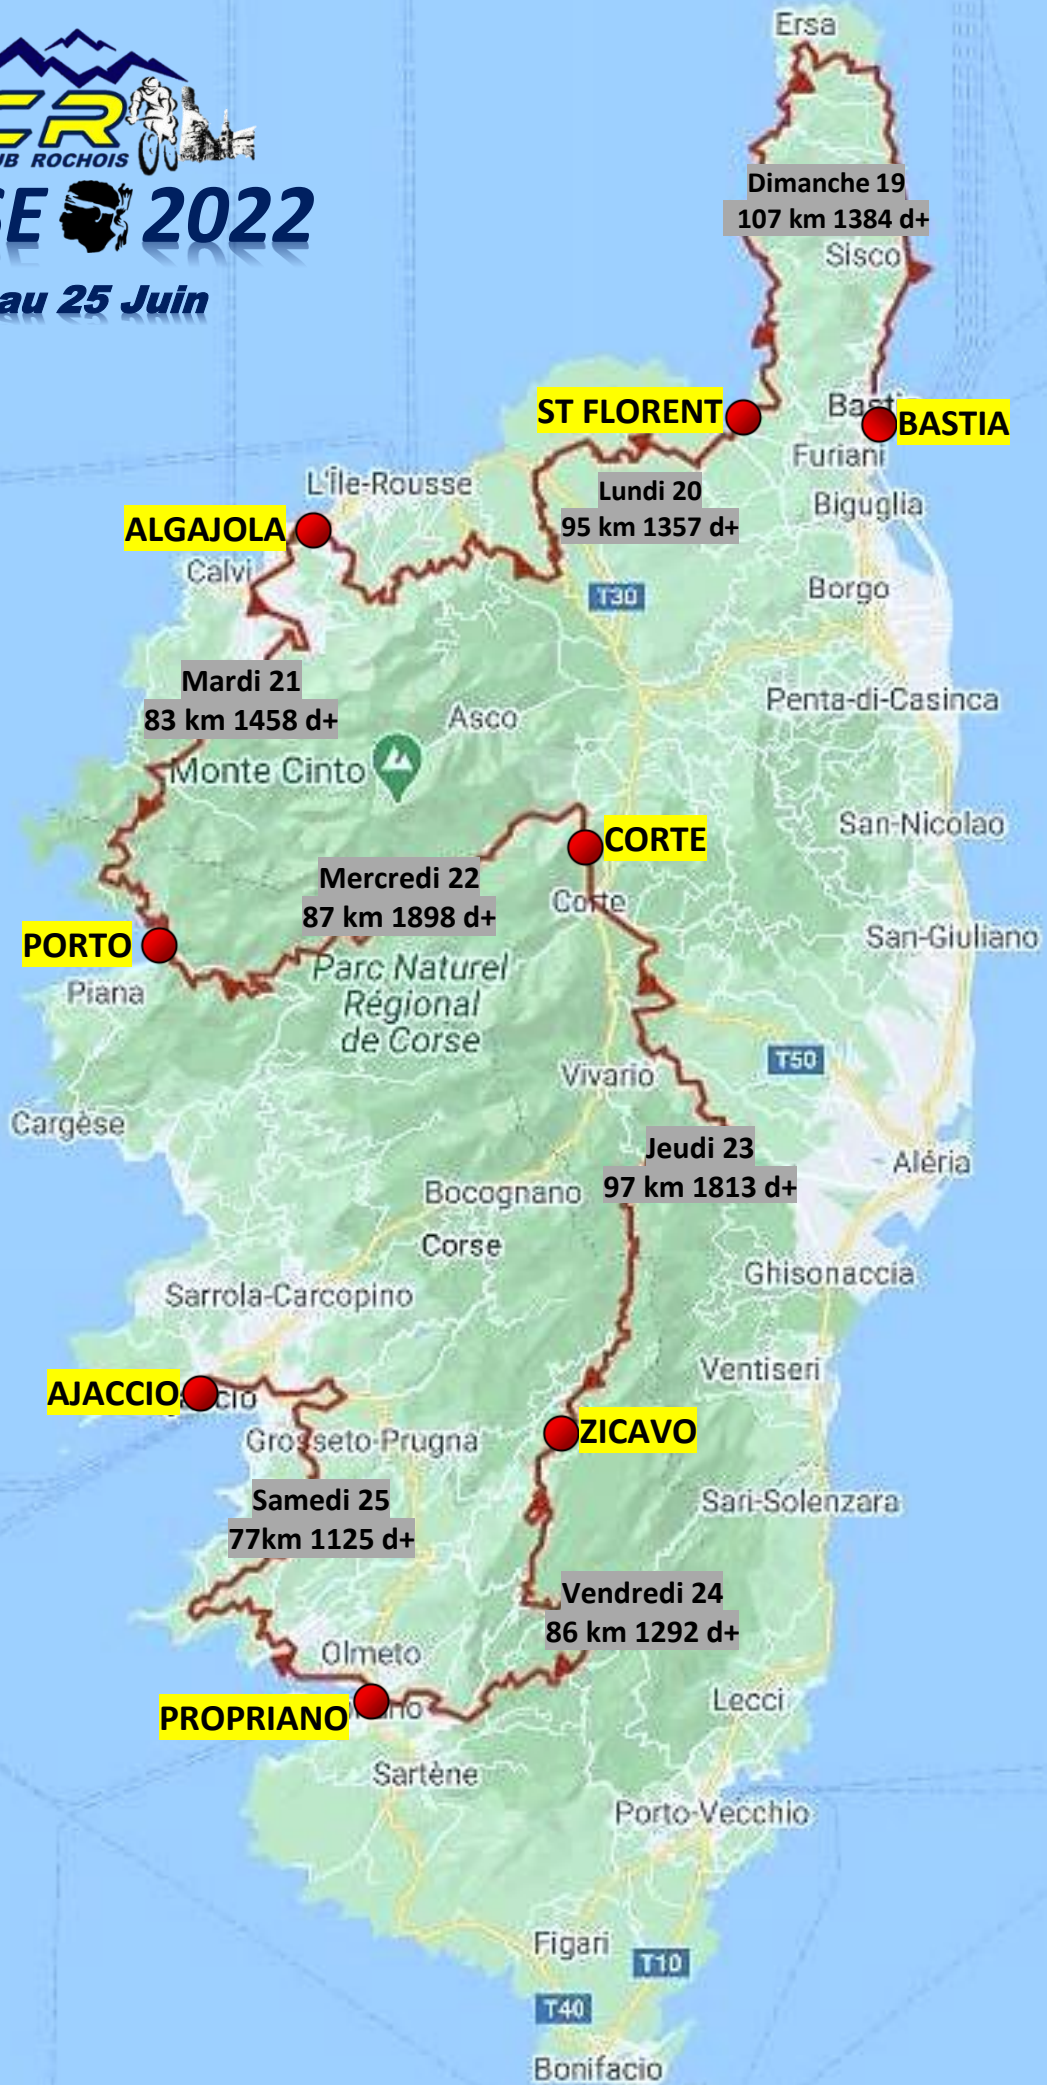 Ersa
CR
UB ROCHOIS
SE 2022
au 25 Juin
Dimanche 19
107 km 1384 d+
Sisco
ST FLORENT
BASTIA
Furiani
L'Île-Rousse
Lundi 20
95 km 1357 d+
Biguglia
ALGAJOLA
Calvi
T30
Borgo
Mardi 21
83 km 1458 d+
Asco
Penta-di-Casinca
Monte Cinto
San-Nicolao
CORTE
Mercredi 22
87 km 1898 d+
Corte
PORTO
San-Giuliano
Piana
Parc Naturel
Régional
de Corse
T50
Vivario
Cargèse
Jeudi 23
97 km 1813 d+
Aléria
Bocognano
Corse
Ghisonaccia
Sarrola-Carcopino
Ventiseri
AJACCIO
Grosseto-Prugna
ZICAVO
Samedi 25
77km 1125 d+
Sari-Solenzara
Vendredi 24
86 km 1292 d+
Olmeto
Lecci
PROPRIANO
Sartène
Porto-Vecchio
Figari
T10
T40
Bonifacio